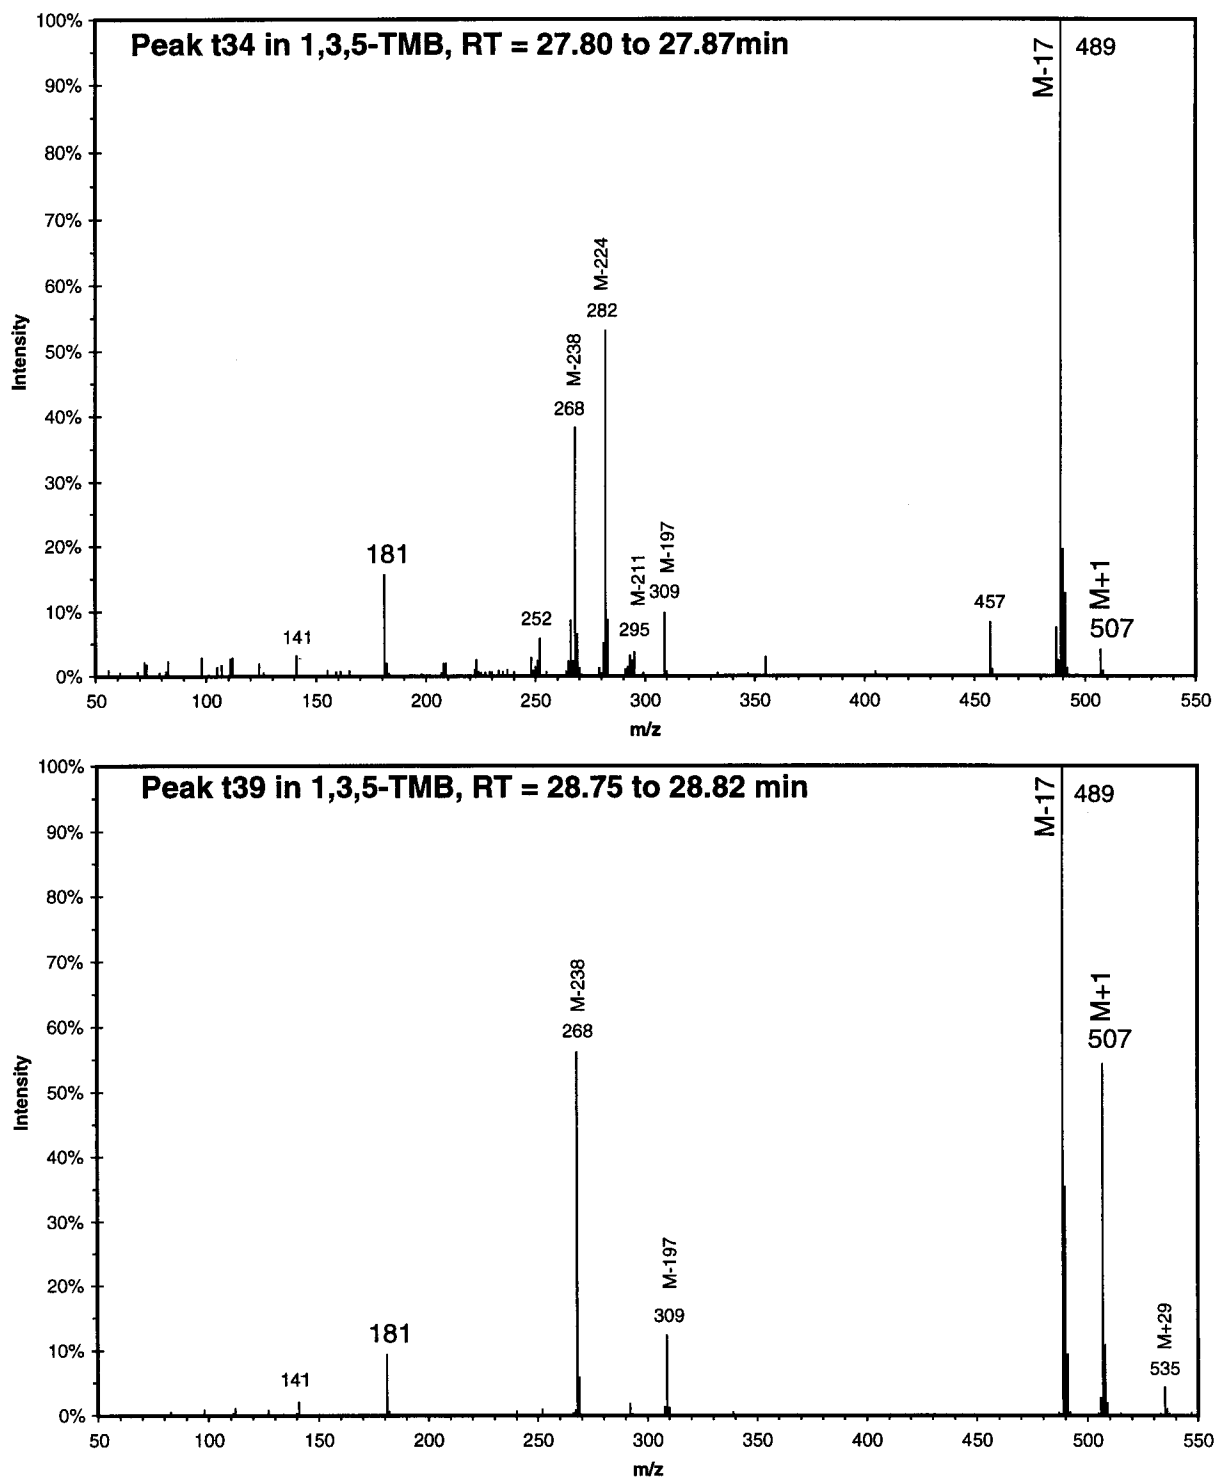 Peak t34 in 1,3,5-TMB, RT = 27.80 to 27.87min
100%
90%
80%
70%
60%
50%
40%
30%
20%
10%
0%
Intensity
M-17
489
M-224
282
M-238
268
M-197
309
M-211
295
181
252
141
457
M+1
507
50 100 150 200 250 300 350 400 450 500 550
m/z
Peak t39 in 1,3,5-TMB, RT = 28.75 to 28.82 min
100%
90%
80%
70%
60%
50%
40%
30%
20%
10%
0%
Intensity
M-17
489
M-238
268
M+1
507
M-197
309
181
141
M+29
535
50 100 150 200 250 300 350 400 450 500 550
m/z